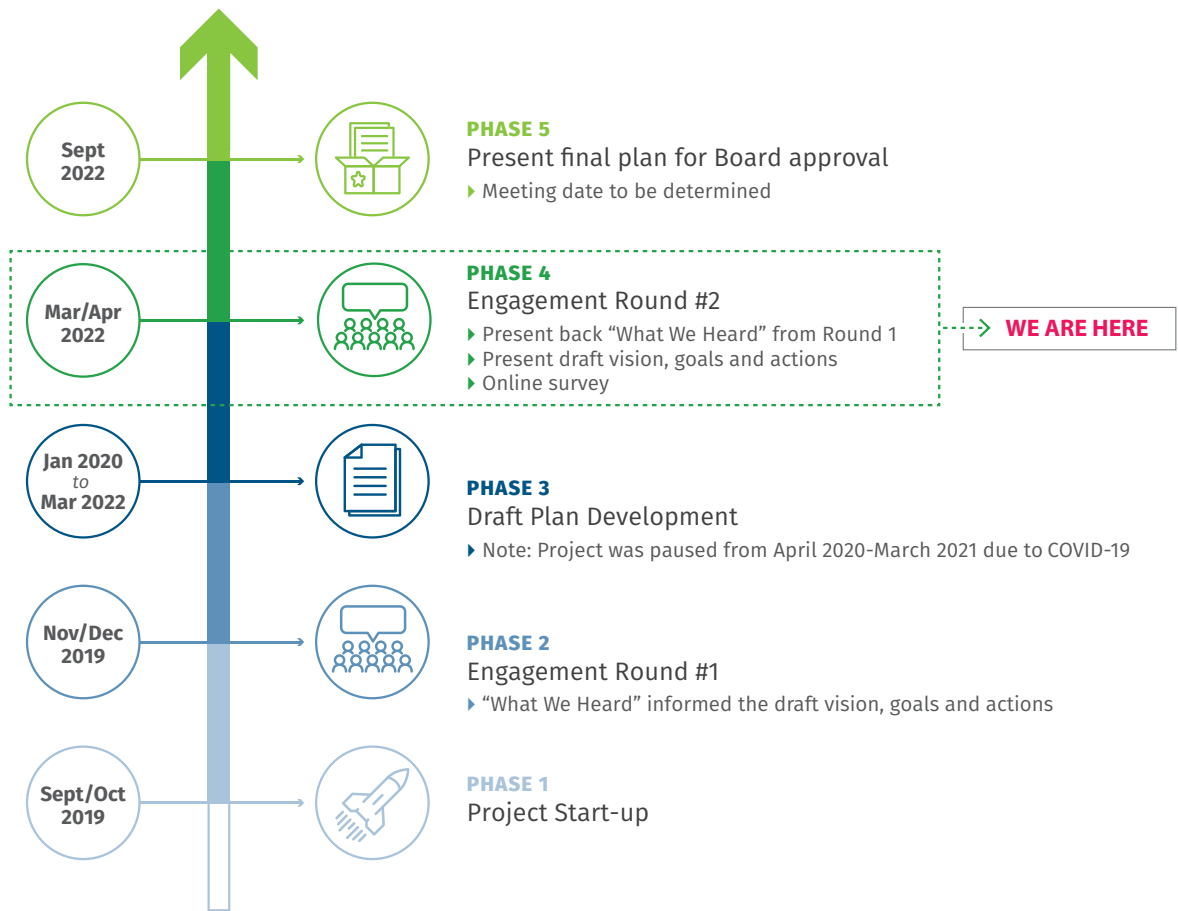 Sept
2022
PHASE 5
Present final plan for Board approval
Meeting date to be determined
Mar/Apr
2022
PHASE 4
Engagement Round #2
Present back “What We Heard” from Round 1
Present draft vision, goals and actions
Online survey
WE ARE HERE
Jan 2020
to
Mar 2022
PHASE 3
Draft Plan Development
Note: Project was paused from April 2020-March 2021 due to COVID-19
Nov/Dec
2019
PHASE 2
Engagement Round #1
“What We Heard” informed the draft vision, goals and actions
Sept/Oct
2019
PHASE 1
Project Start-up